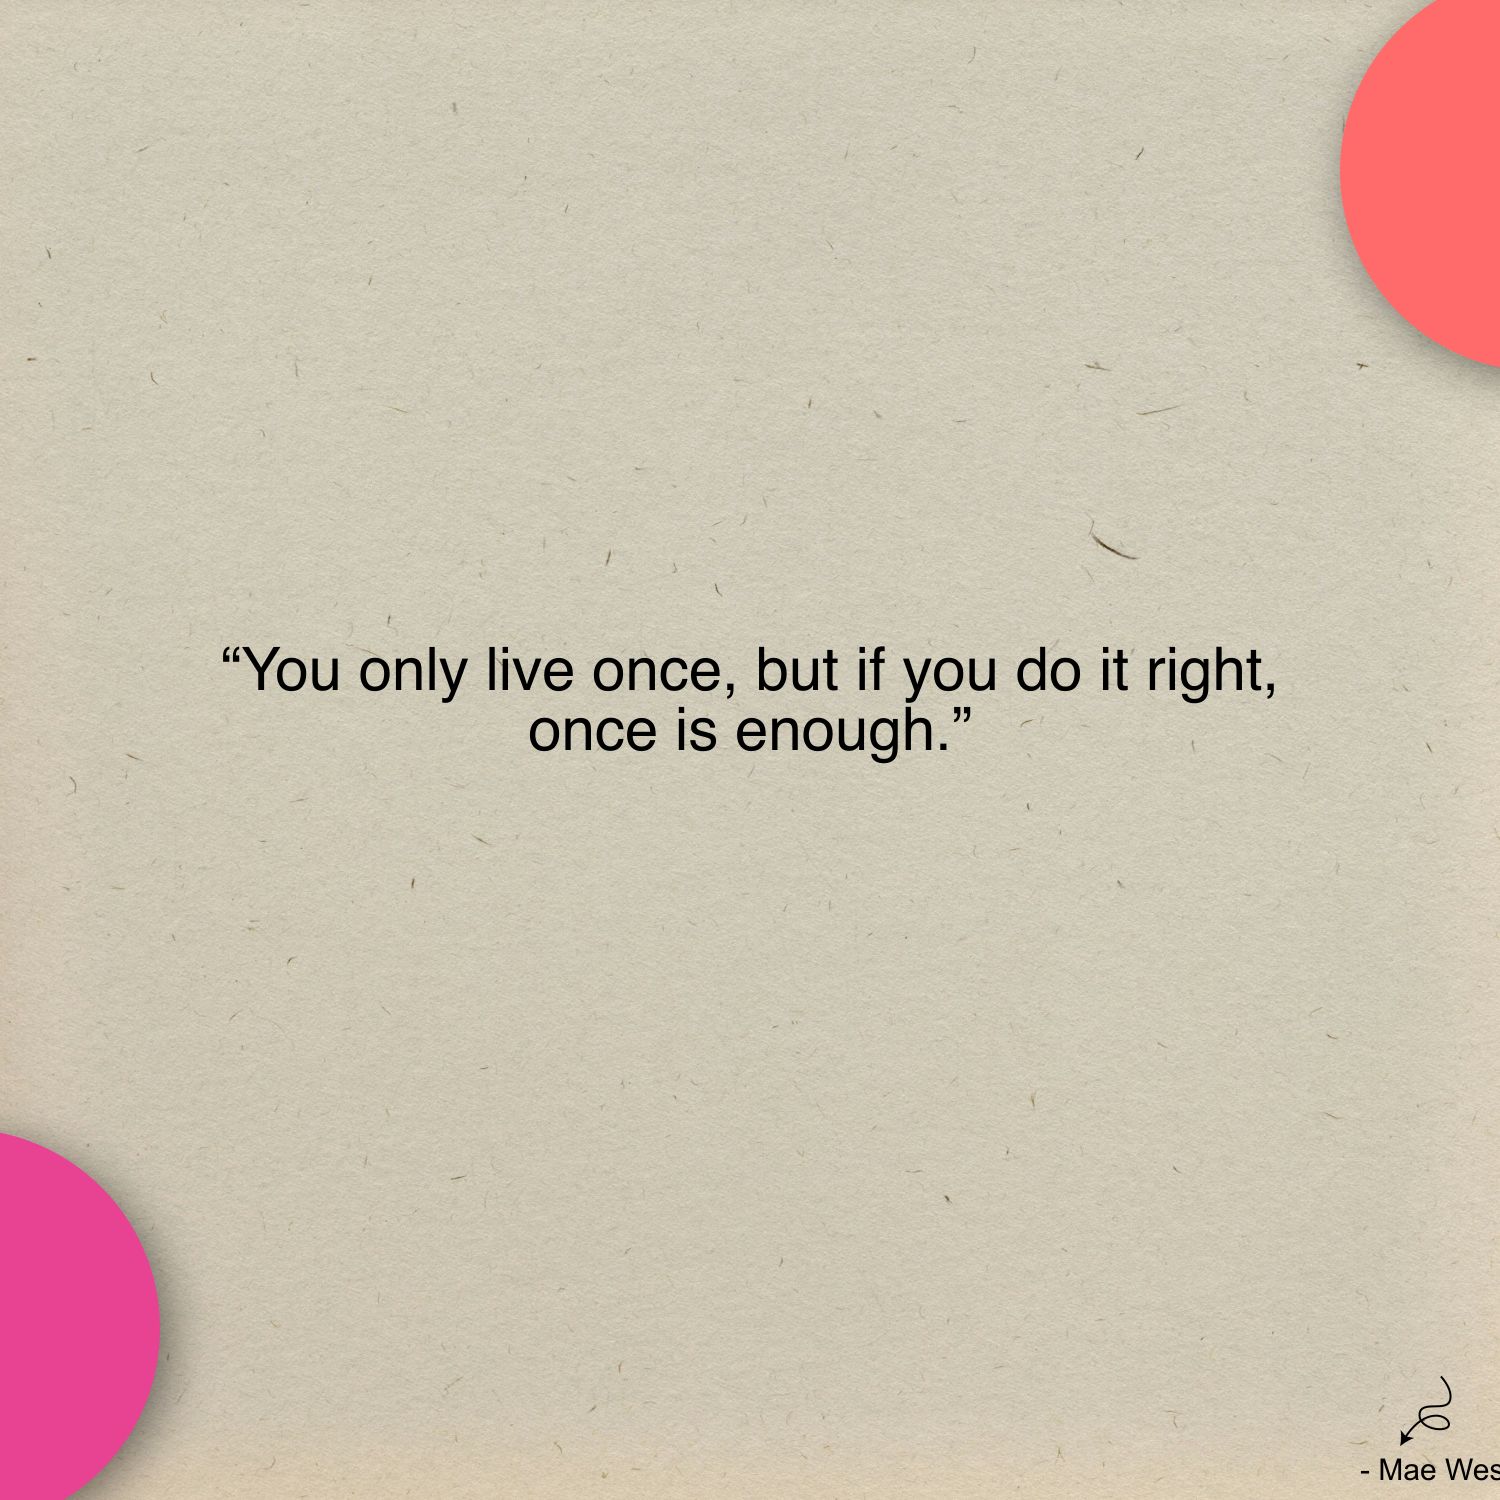 “You only live once, but if you do it right,
once is enough.”
- Mae Wes